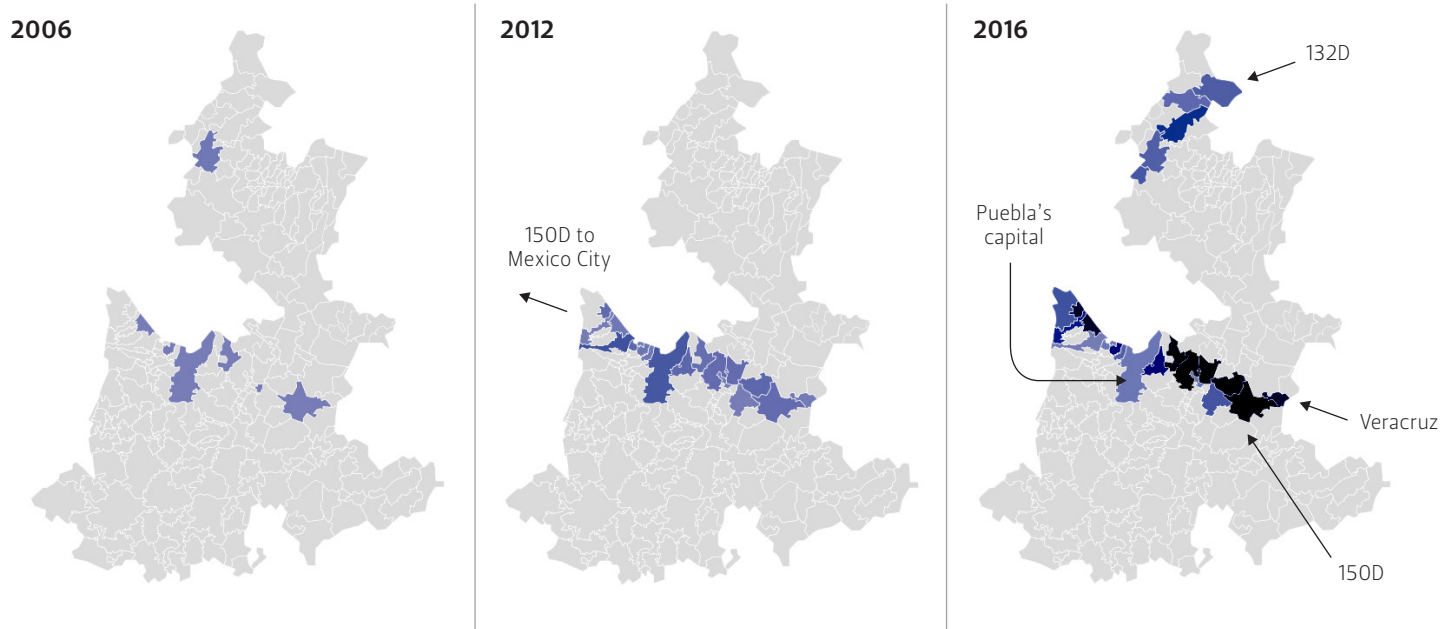 2006
2012
2016
132D
Puebla's
capital
150D to
Mexico City
Veracruz
150D